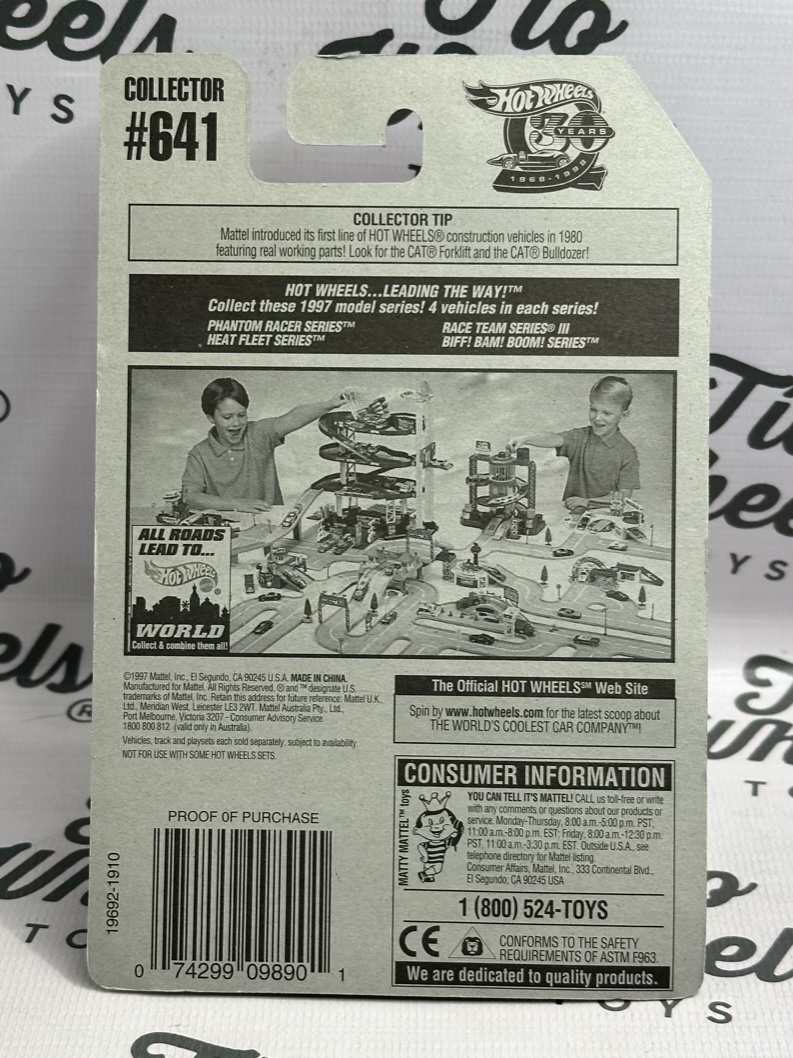 COLLECTOR
#641
HOT WHEELS
30 YEARS
1968-1998
COLLECTOR TIP
Mattel introduced its first line of HOT WHEELS® construction vehicles in 1980
featuring real working parts! Look for the CAT® Forklift and the CAT® Bulldozer!
HOT WHEELS...LEADING THE WAY!™
Collect these 1997 model series! 4 vehicles in each series!
PHANTOM RACER SERIES™ RACE TEAM SERIES® III
HEAT FLEET SERIES™ BIFF! BAM! BOOM! SERIES™
ALL ROADS
LEAD TO...
HOT WHEELS
WORLD
Collect & combine them all!
©1997 Mattel, Inc., El Segundo, CA 90245 U.S.A. MADE IN CHINA.
Manufactured for Mattel. All Rights Reserved. ® and ™ designate U.S.
trademarks of Mattel, Inc. Retain this address for future reference: Mattel U.K.,
Ltd., Meridian West, Leicester LE3 2WT. Mattel Australia Pty., Ltd.,
Port Melbourne, Victoria 3207 - Consumer Advisory Service
1800 800 812 (valid only in Australia).
Vehicles, track and playsets each sold separately, subject to availability.
NOT FOR USE WITH SOME HOT WHEELS SETS.
The Official HOT WHEELS℠ Web Site
Spin by www.hotwheels.com for the latest scoop about
THE WORLD'S COOLEST CAR COMPANY™!
CONSUMER INFORMATION
MATTY MATTEL™ toys
YOU CAN TELL IT'S MATTEL! CALL us toll-free or write
with any comments or questions about our products or
service. Monday-Thursday, 8:00 a.m.-5:00 p.m. PST,
11:00 a.m.-8:00 p.m. EST; Friday, 8:00 a.m.-12:30 p.m.
PST, 11:00 a.m.-3:30 p.m. EST. Outside U.S.A., see
telephone directory for Mattel listing.
Consumer Affairs, Mattel, Inc., 333 Continental Blvd.,
El Segundo, CA 90245 USA
1 (800) 524-TOYS
CE
CONFORMS TO THE SAFETY
REQUIREMENTS OF ASTM F963.
We are dedicated to quality products.
PROOF OF PURCHASE
19692-1910
0 74299 09890 1